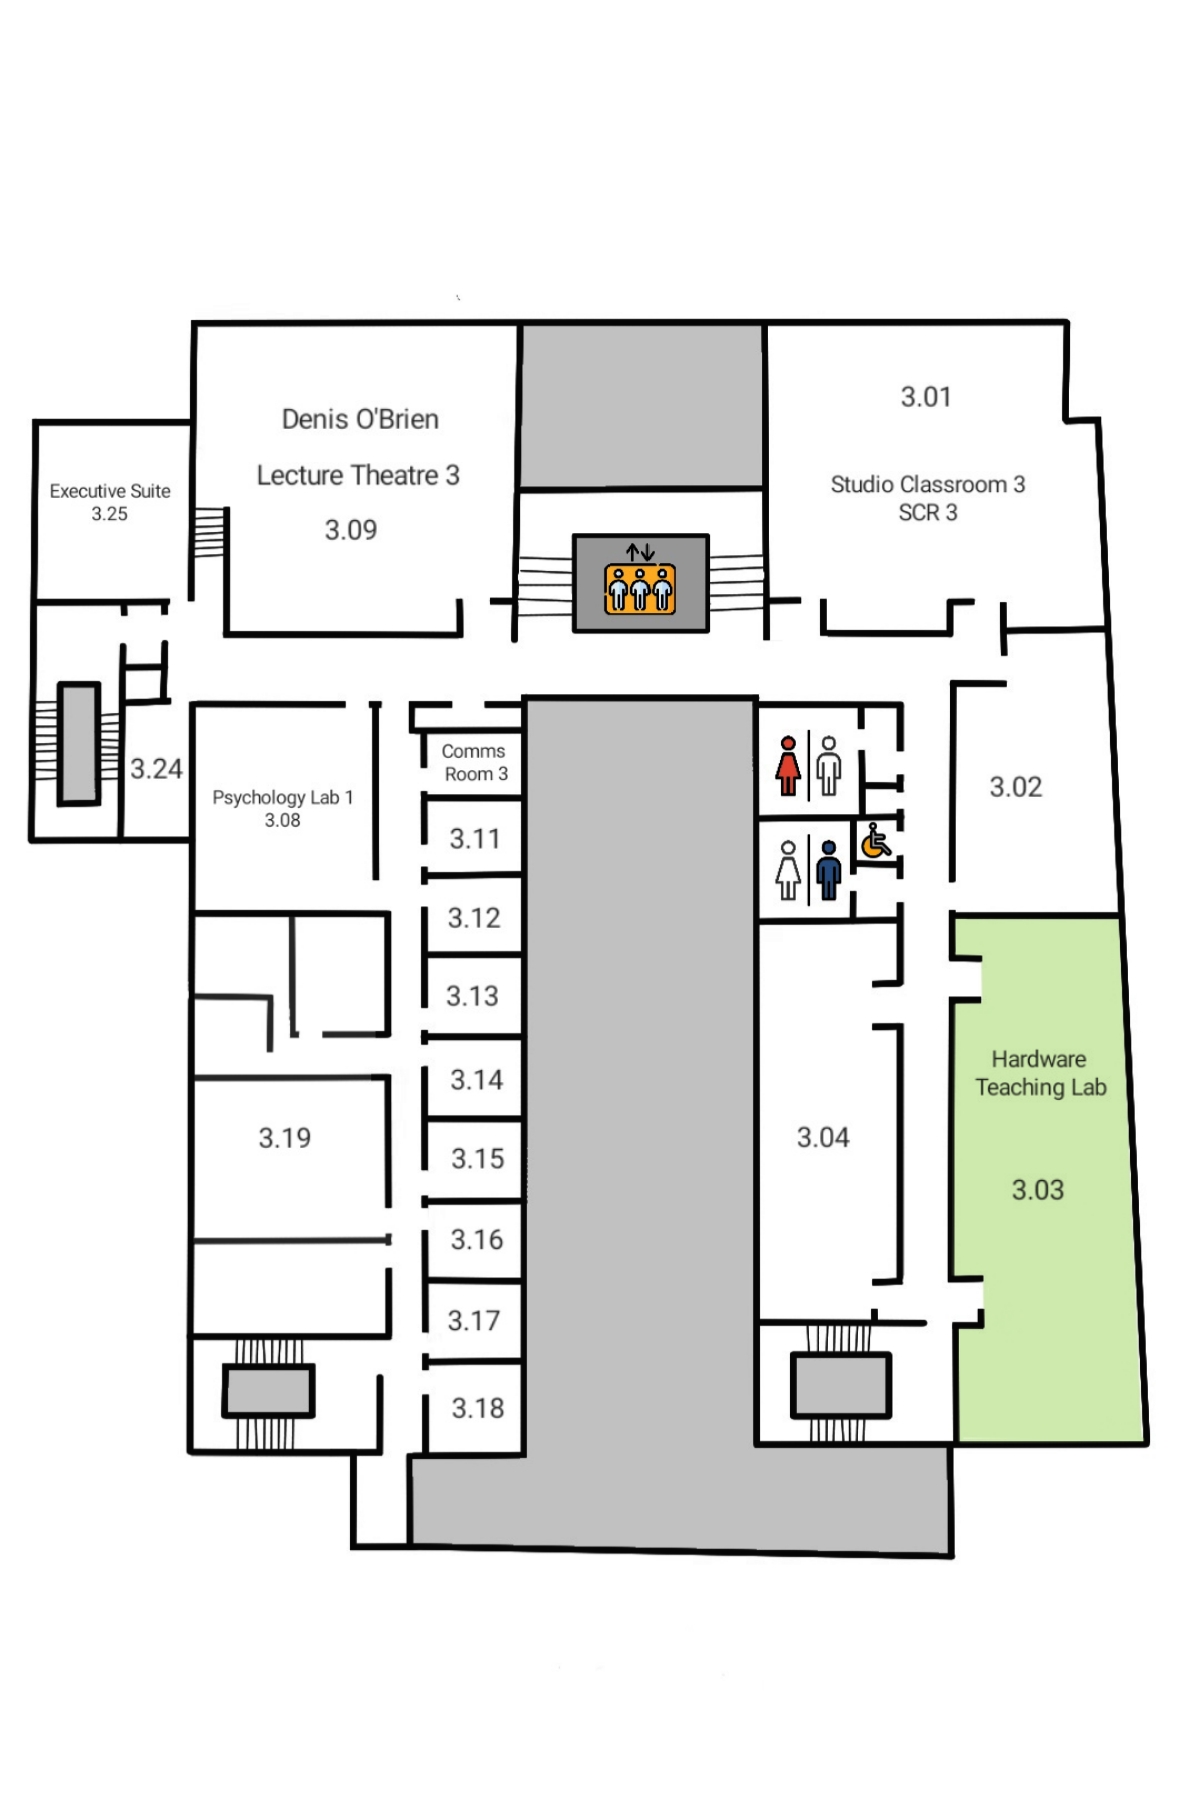 3.01
Denis O'Brien
Lecture Theatre 3
3.09
Studio Classroom 3
SCR 3
Executive Suite
3.25
Comms
Room 3
3.24
3.02
Psychology Lab 1
3.08
3.11
3.12
3.13
3.14
3.15
3.16
3.17
3.18
3.19
3.04
Hardware
Teaching Lab
3.03